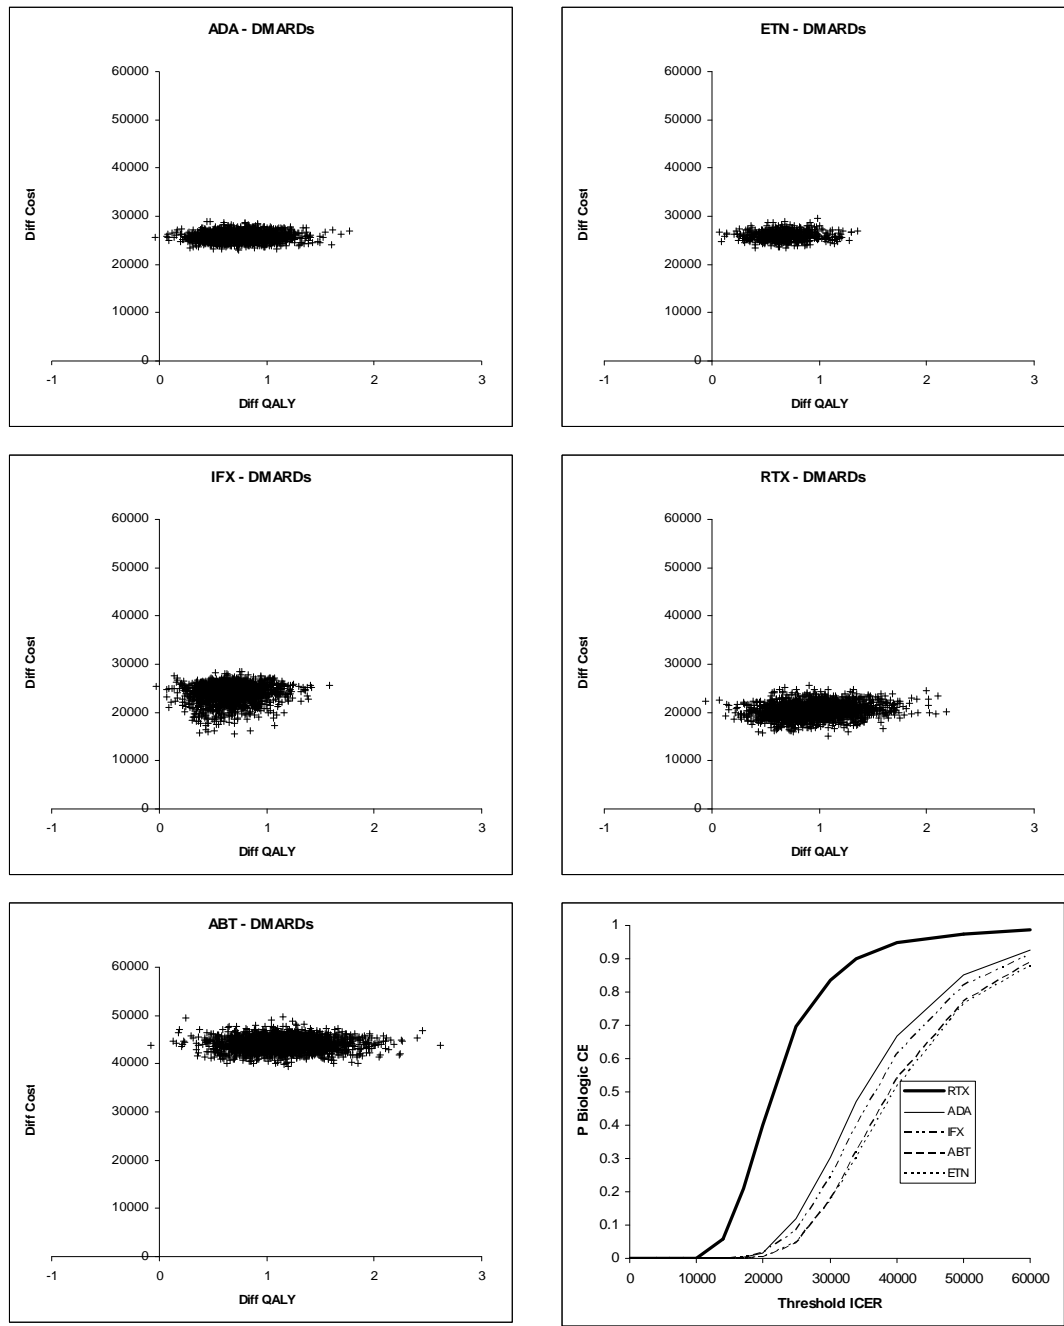 ADA - DMARDs
60000
50000
40000
30000
20000
10000
0
-1 0 1 2 3
Diff QALY
Diff Cost
ETN - DMARDs
60000
50000
40000
30000
20000
10000
0
-1 0 1 2 3
Diff QALY
Diff Cost
IFX - DMARDs
60000
50000
40000
30000
20000
10000
0
-1 0 1 2 3
Diff QALY
Diff Cost
RTX - DMARDs
60000
50000
40000
30000
20000
10000
0
-1 0 1 2 3
Diff QALY
Diff Cost
ABT - DMARDs
60000
50000
40000
30000
20000
10000
0
-1 0 1 2 3
Diff QALY
Diff Cost
1
0.9
0.8
0.7
0.6
0.5
0.4
0.3
0.2
0.1
0
0 10000 20000 30000 40000 50000 60000
Threshold ICER
P Biologic CE
RTX
ADA
IFX
ABT
ETN